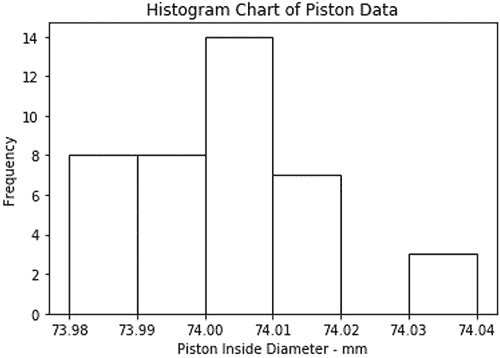 Histogram Chart of Piston Data
14
12
10
8
6
4
2
0
Frequency
73.98 73.99 74.00 74.01 74.02 74.03 74.04
Piston Inside Diameter - mm